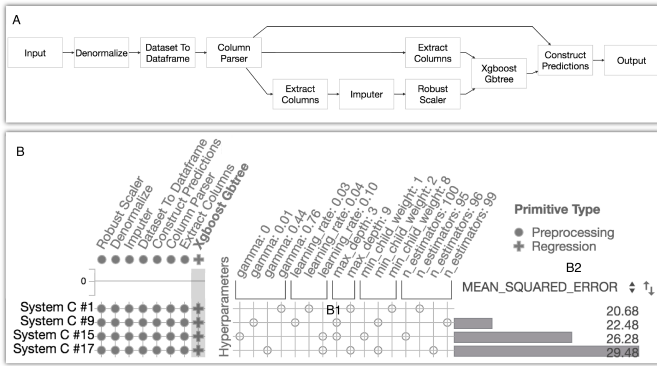 A
Input
Denormalize
Dataset To
Dataframe
Column
Parser
Extract
Columns
Xgboost
Gbtree
Construct
Predictions
Output
Extract
Columns
Imputer
Robust
Scaler
B
Robust Scaler
Denormalize
Imputer
Dataset To Dataframe
Construct Predictions
Column Parser
Extract Columns
Xgboost Gbtree
gamma: 0
gamma: 0.01
gamma: 0.44
gamma: 0.76
learning_rate: 0.03
learning_rate: 0.04
learning_rate: 0.10
max_depth: 3
max_depth: 9
min_child_weight: 1
min_child_weight: 2
min_child_weight: 8
n_estimators: 100
n_estimators: 95
n_estimators: 96
n_estimators: 99
Primitive Type
Preprocessing
Regression
B2
0
MEAN_SQUARED_ERROR
Hyperparameters
B1
System C #1
20.68
System C #9
22.48
System C #15
26.28
System C #17
29.48